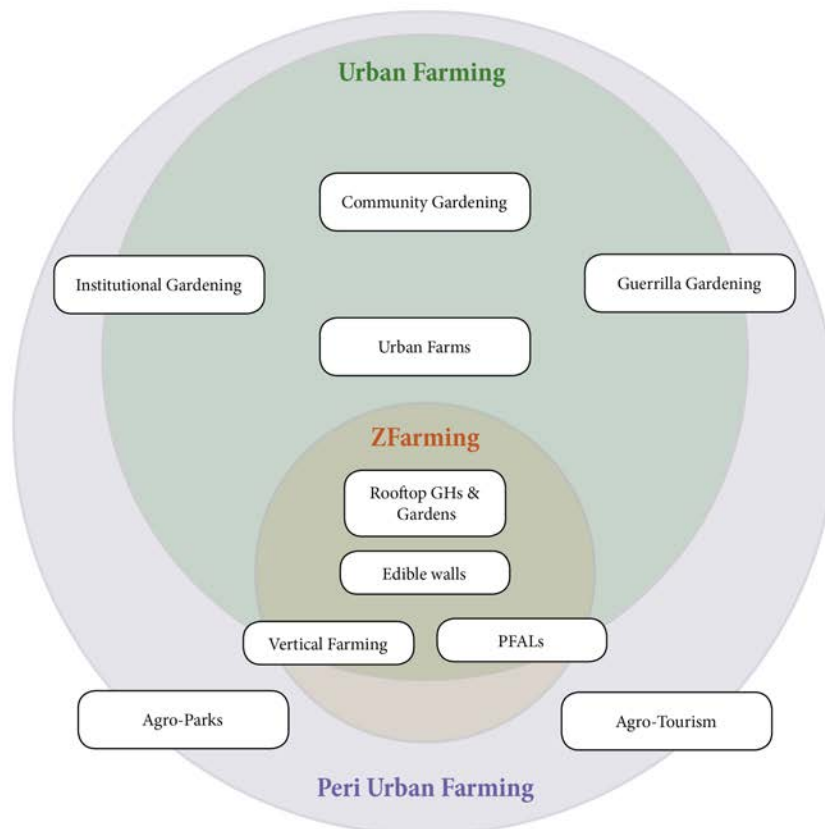 Urban Farming
Community Gardening
Institutional Gardening
Guerrilla Gardening
Urban Farms
ZFarming
Rooftop GHs &
Gardens
Edible walls
Vertical Farming
PFALs
Agro-Parks
Agro-Tourism
Peri Urban Farming